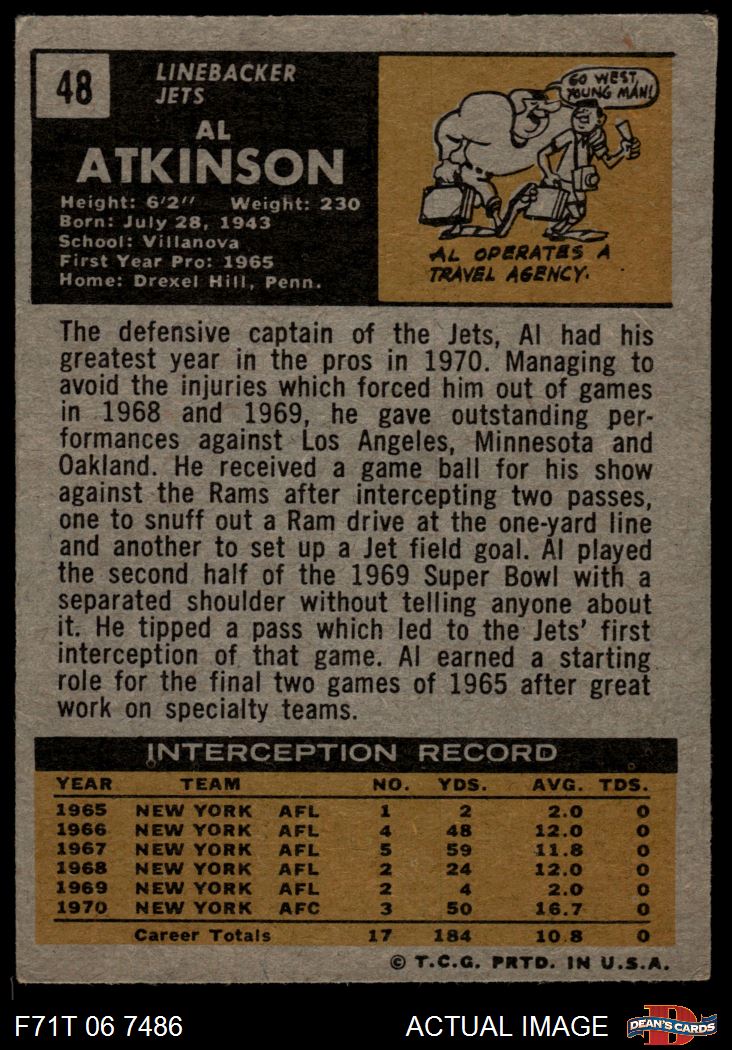 48
LINEBACKER
JETS
AL
ATKINSON
Height: 6'2" Weight: 230
Born: July 28, 1943
School: Villanova
First Year Pro: 1965
Home: Drexel Hill, Penn.
GO WEST,
YOUNG MAN!
AL OPERATES A
TRAVEL AGENCY.
The defensive captain of the Jets, Al had his
greatest year in the pros in 1970. Managing to
avoid the injuries which forced him out of games
in 1968 and 1969, he gave outstanding per-
formances against Los Angeles, Minnesota and
Oakland. He received a game ball for his show
against the Rams after intercepting two passes,
one to snuff out a Ram drive at the one-yard line
and another to set up a Jet field goal. Al played
the second half of the 1969 Super Bowl with a
separated shoulder without telling anyone about
it. He tipped a pass which led to the Jets' first
interception of that game. Al earned a starting
role for the final two games of 1965 after great
work on specialty teams.
INTERCEPTION RECORD
YEAR TEAM NO. YDS. AVG. TDS.
1965 NEW YORK AFL 1 2 2.0 0
1966 NEW YORK AFL 4 48 12.0 0
1967 NEW YORK AFL 5 59 11.8 0
1968 NEW YORK AFL 2 24 12.0 0
1969 NEW YORK AFL 2 4 2.0 0
1970 NEW YORK AFC 3 50 16.7 0
Career Totals 17 184 10.8 0
© T.C.G. PRTD. IN U.S.A.
F71T 06 7486 ACTUAL IMAGE D DEAN'S CARDS